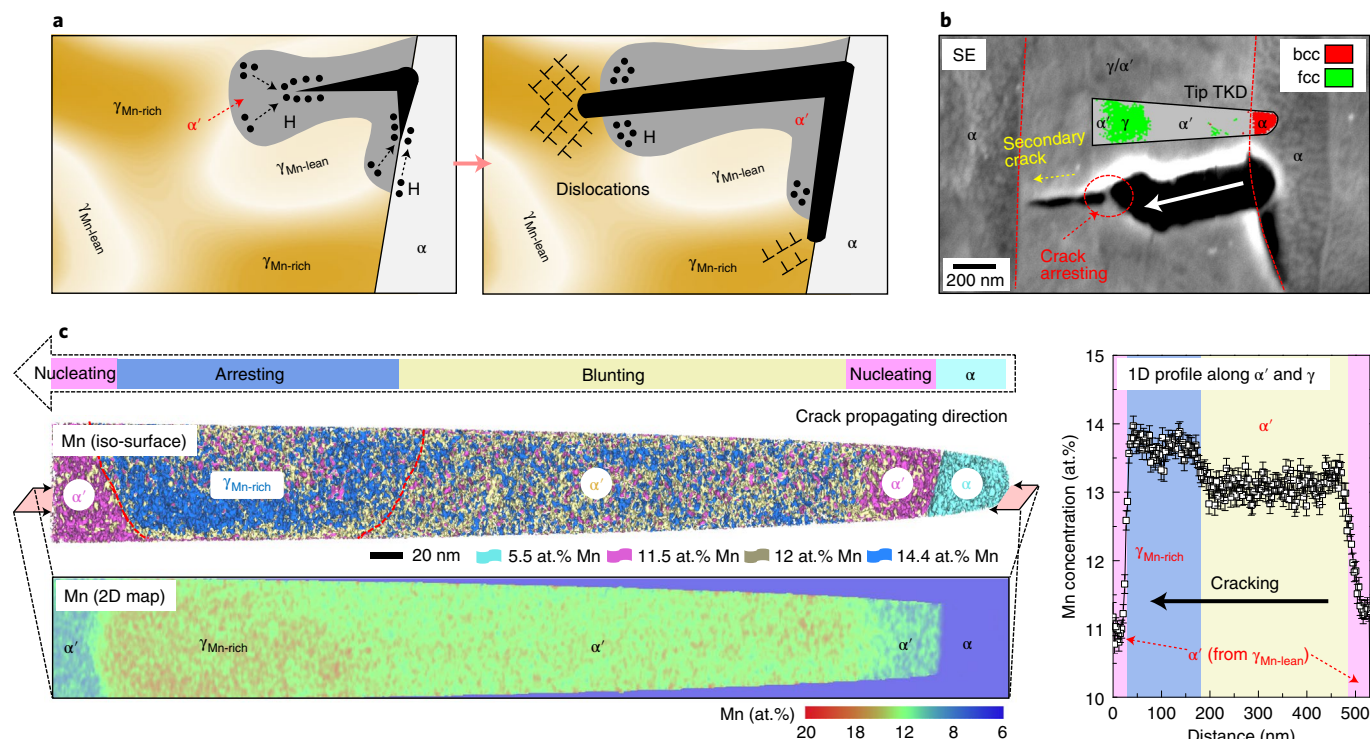 a
γMn-rich
α′
H
γMn-lean
H
γMn-lean
γMn-rich
α
H
α′
γMn-lean
Dislocations
γMn-lean
γMn-rich
α
b
SE
bcc
fcc
γ/α′
Tip TKD
α′ γ α′ α
α
Secondary
crack
α
Crack
arresting
200 nm
c
Nucleating Arresting Blunting Nucleating α
Crack propagating direction
Mn (iso-surface)
α′ γMn-rich α′ α′ α
20 nm 5.5 at.% Mn 11.5 at.% Mn 12 at.% Mn 14.4 at.% Mn
Mn (2D map)
α′ γMn-rich α′ α′ α
Mn (at.%)
20 18 12 8 6
15
14
13
12
11
10
Mn concentration (at.%)
1D profile along α′ and γ
α′
γMn-rich
Cracking
α′ (from γMn-lean)
0 100 200 300 400 500
Distance (nm)